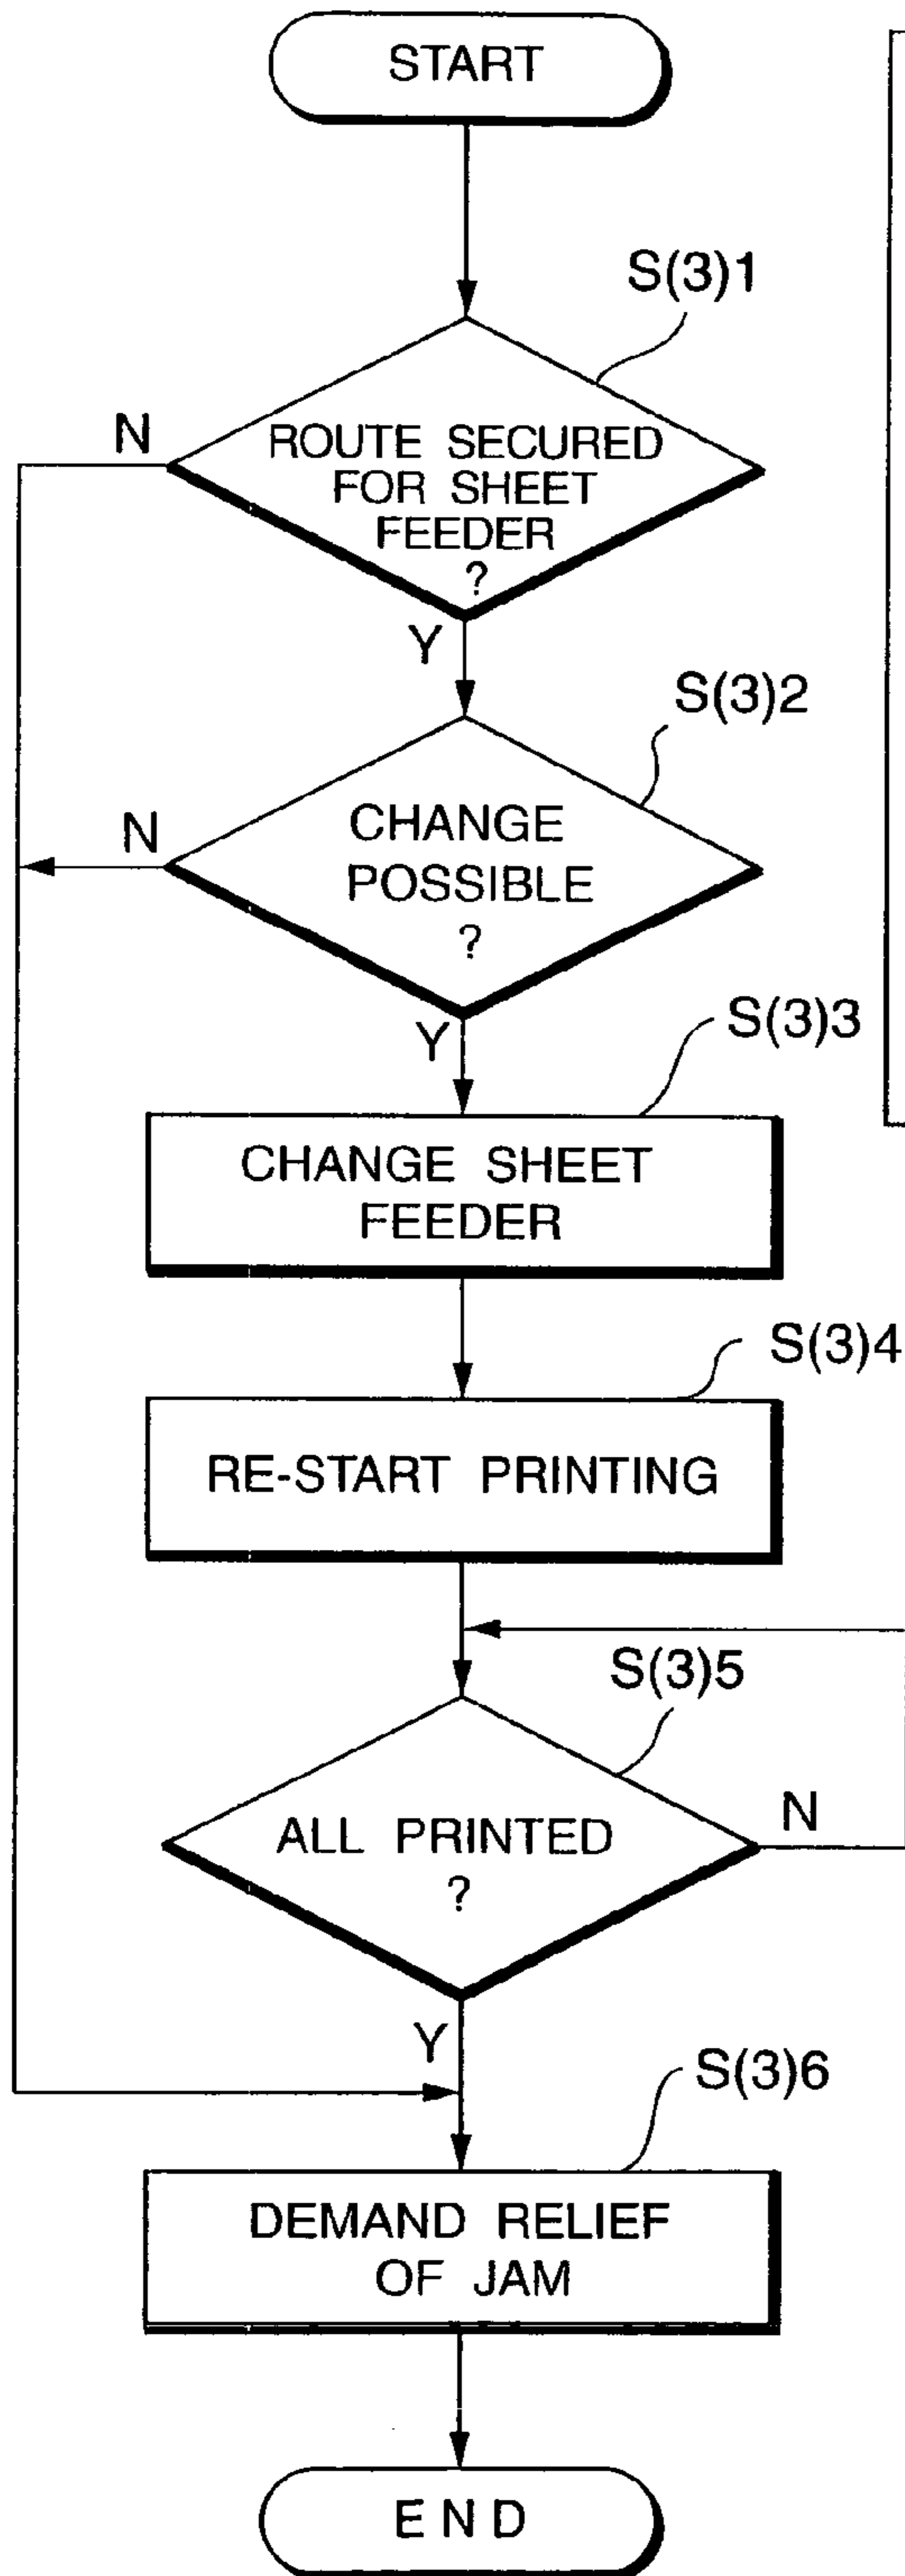 START
S(3)1
N
ROUTE SECURED
FOR SHEET
FEEDER
?
Y
S(3)2
N
CHANGE
POSSIBLE
?
Y
S(3)3
CHANGE SHEET
FEEDER
S(3)4
RE-START PRINTING
S(3)5
ALL PRINTED
?
N
Y
S(3)6
DEMAND RELIEF
OF JAM
END